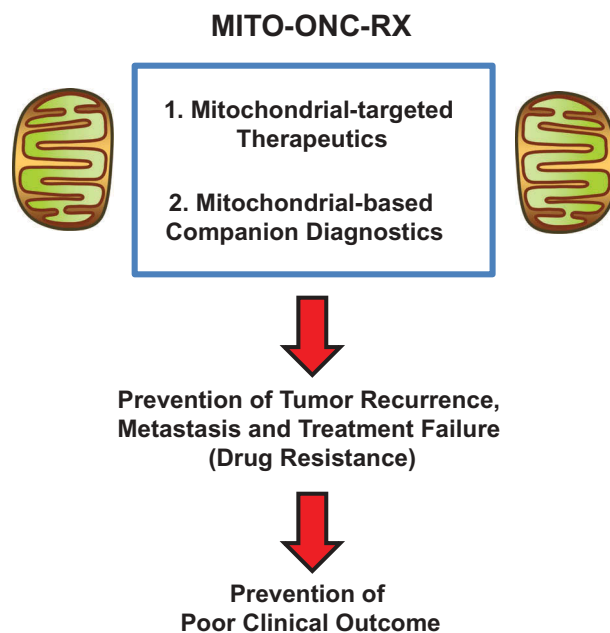 MITO-ONC-RX
1. Mitochondrial-targeted
Therapeutics
2. Mitochondrial-based
Companion Diagnostics
Prevention of Tumor Recurrence,
Metastasis and Treatment Failure
(Drug Resistance)
Prevention of
Poor Clinical Outcome